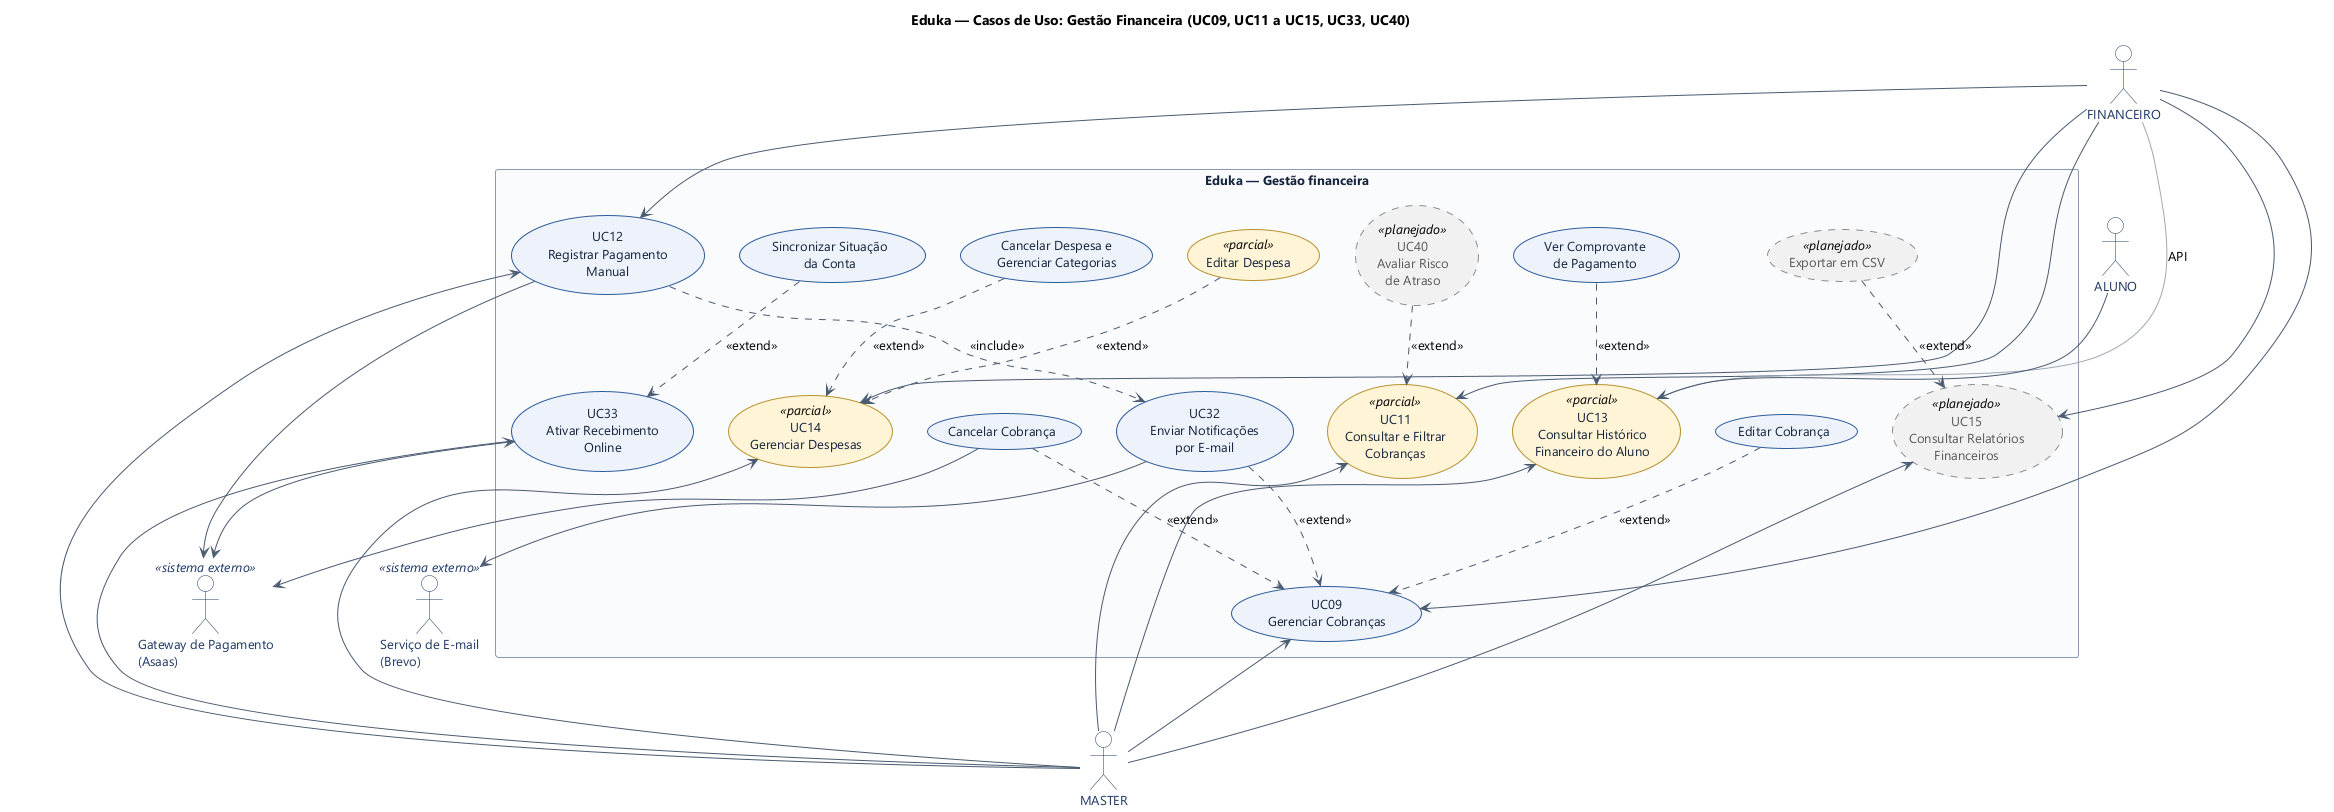 Eduka — Casos de Uso: Gestão Financeira (UC09, UC11 a UC15, UC33, UC40)
FINANCEIRO
Eduka — Gestão financeira
UC12
Registrar Pagamento
Manual
Sincronizar Situação
da Conta
Cancelar Despesa e
Gerenciar Categorias
«parcial»
Editar Despesa
«planejado»
UC40
Avaliar Risco
de Atraso
Ver Comprovante
de Pagamento
«planejado»
Exportar em CSV
API
ALUNO
«extend»
«extend»
«include»
«extend»
«extend»
«extend»
«extend»
UC33
Ativar Recebimento
Online
«parcial»
UC14
Gerenciar Despesas
Cancelar Cobrança
UC32
Enviar Notificações
por E-mail
«parcial»
UC11
Consultar e Filtrar
Cobranças
«parcial»
UC13
Consultar Histórico
Financeiro do Aluno
Editar Cobrança
«planejado»
UC15
Consultar Relatórios
Financeiros
«extend»
«extend»
«extend»
«sistema externo»
Gateway de Pagamento
(Asaas)
«sistema externo»
Serviço de E-mail
(Brevo)
UC09
Gerenciar Cobranças
MASTER